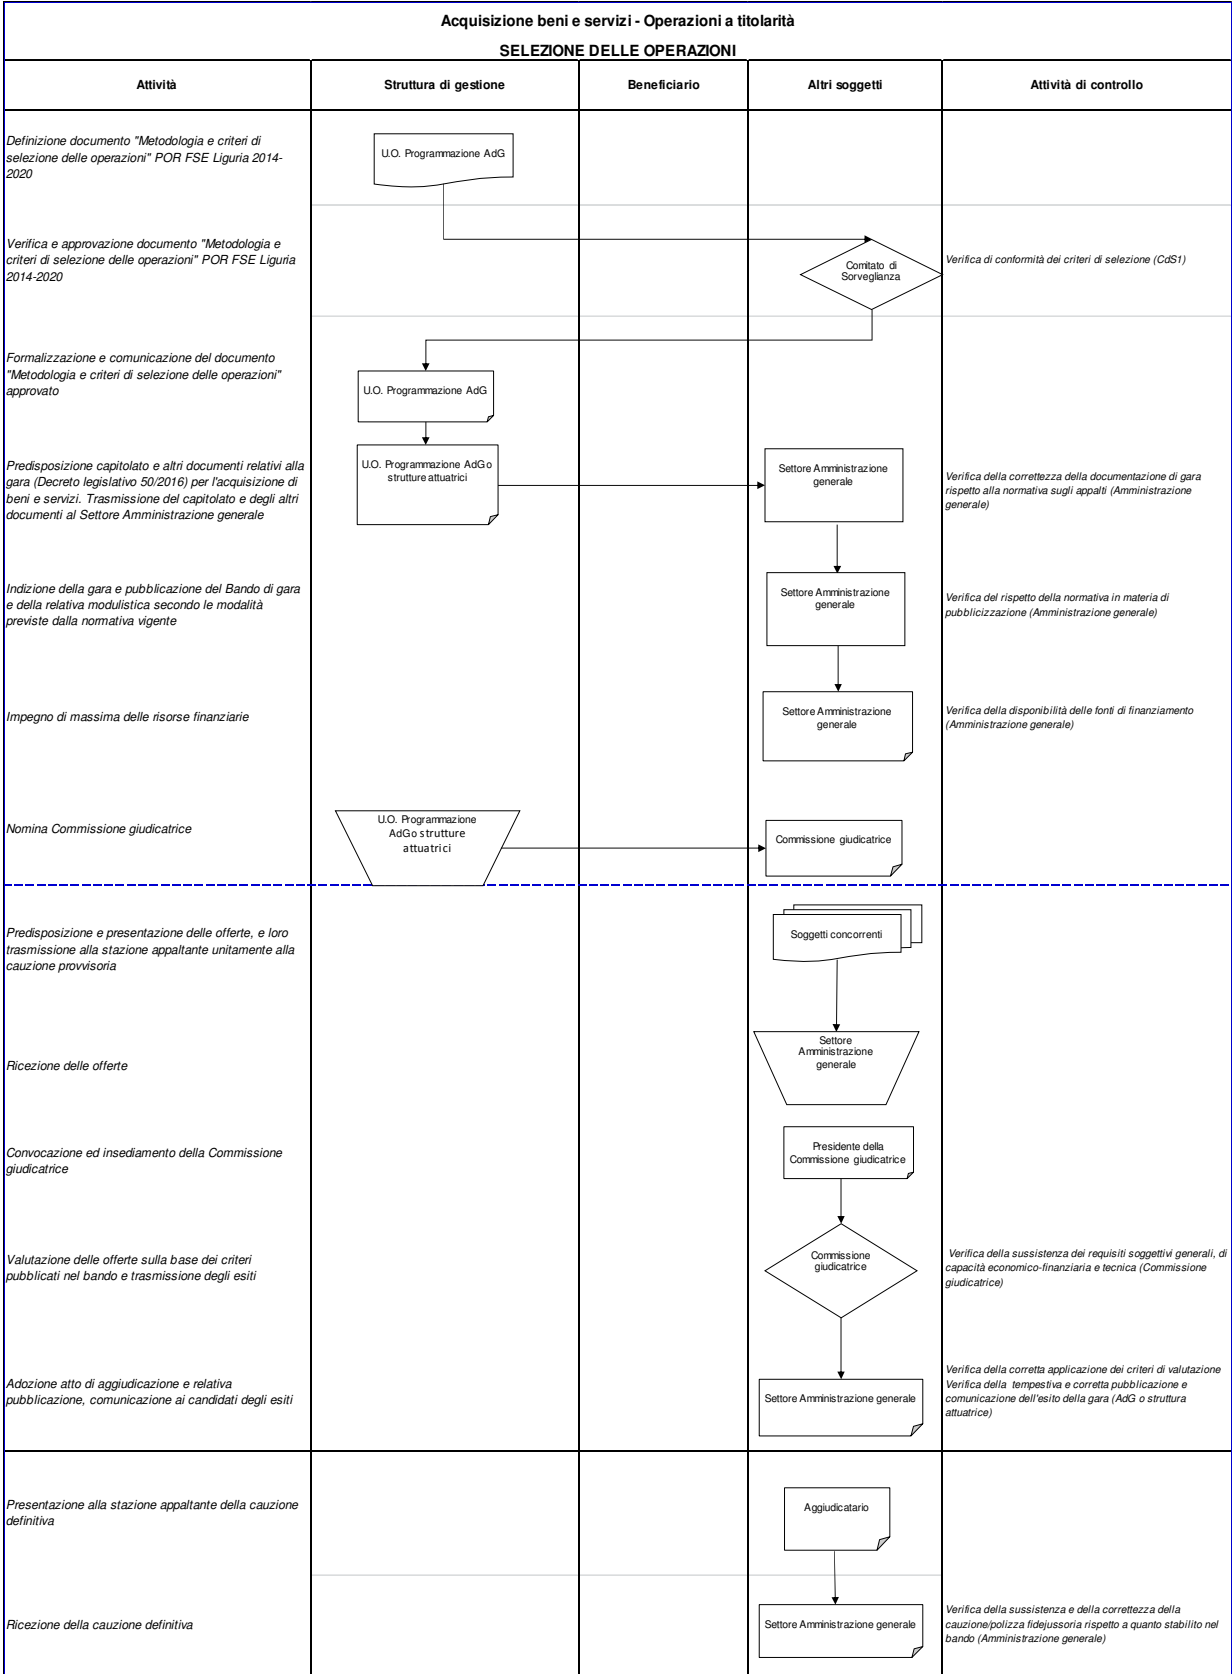 Acquisizione beni e servizi - Operazioni a titolarità
SELEZIONE DELLE OPERAZIONI
Attività
Struttura di gestione
Beneficiario
Altri soggetti
Attività di controllo
Definizione documento "Metodologia e criteri di
selezione delle operazioni" POR FSE Liguria 2014-
2020
U.O. Programmazione AdG
Verifica e approvazione documento "Metodologia e
criteri di selezione delle operazioni" POR FSE Liguria
2014-2020
Comitato di
Sorveglianza
Verifica di conformità dei criteri di selezione (CdS1)
Formalizzazione e comunicazione del documento
"Metodologia e criteri di selezione delle operazioni"
approvato
U.O. Programmazione AdG
Predisposizione capitolato e altri documenti relativi alla
gara (Decreto legislativo 50/2016) per l'acquisizione di
beni e servizi. Trasmissione del capitolato e degli altri
documenti al Settore Amministrazione generale
U.O. Programmazione AdG o
strutture attuatrici
Settore Amministrazione
generale
Verifica della correttezza della documentazione di gara
rispetto alla normativa sugli appalti (Amministrazione
generale)
Indizione della gara e pubblicazione del Bando di gara
e della relativa modulistica secondo le modalità
previste dalla normativa vigente
Settore Amministrazione
generale
Verifica del rispetto della normativa in materia di
pubblicizzazione (Amministrazione generale)
Impegno di massima delle risorse finanziarie
Settore Amministrazione
generale
Verifica della disponibilità delle fonti di finanziamento
(Amministrazione generale)
Nomina Commissione giudicatrice
U.O. Programmazione
AdG o strutture
attuatrici
Commissione giudicatrice
Predisposizione e presentazione delle offerte, e loro
trasmissione alla stazione appaltante unitamente alla
cauzione provvisoria
Soggetti concorrenti
Ricezione delle offerte
Settore
Amministrazione
generale
Convocazione ed insediamento della Commissione
giudicatrice
Presidente della
Commissione giudicatrice
Valutazione delle offerte sulla base dei criteri
pubblicati nel bando e trasmissione degli esiti
Commissione
giudicatrice
Verifica della sussistenza dei requisiti soggettivi generali, di
capacità economico-finanziaria e tecnica (Commissione
giudicatrice)
Adozione atto di aggiudicazione e relativa
pubblicazione, comunicazione ai candidati degli esiti
Settore Amministrazione generale
Verifica della corretta applicazione dei criteri di valutazione
Verifica della tempestiva e corretta pubblicazione e
comunicazione dell'esito della gara (AdG o struttura
attuatrice)
Presentazione alla stazione appaltante della cauzione
definitiva
Aggiudicatario
Ricezione della cauzione definitiva
Settore Amministrazione generale
Verifica della sussistenza e della correttezza della
cauzione/polizza fidejussoria rispetto a quanto stabilito nel
bando (Amministrazione generale)